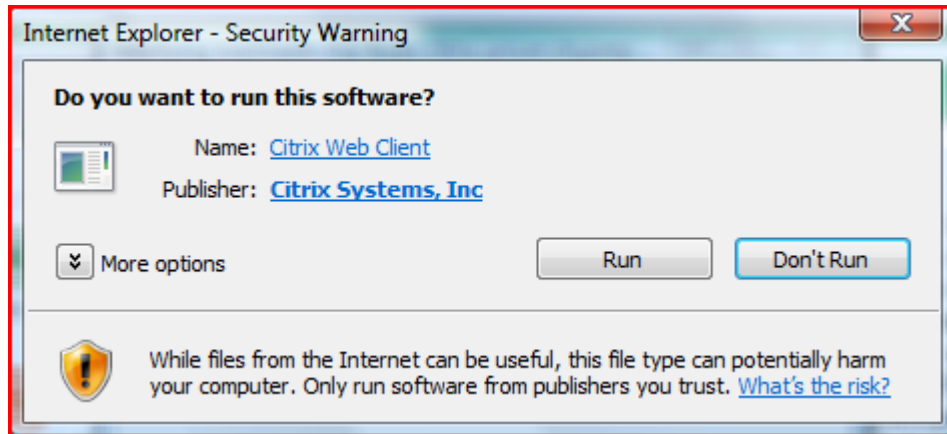 Internet Explorer - Security Warning
Do you want to run this software?
Name: Citrix Web Client
Publisher: Citrix Systems, Inc
More options
Run
Don't Run
While files from the Internet can be useful, this file type can potentially harm
your computer. Only run software from publishers you trust. What's the risk?